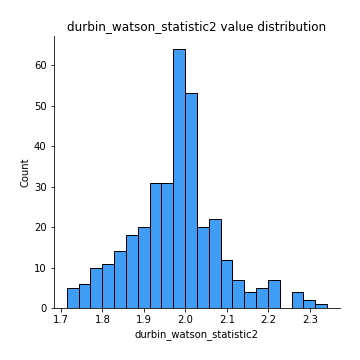 durbin_watson_statistic2 value distribution
60
50
40
30
20
10
0
Count
1.7 1.8 1.9 2.0 2.1 2.2 2.3
durbin_watson_statistic2